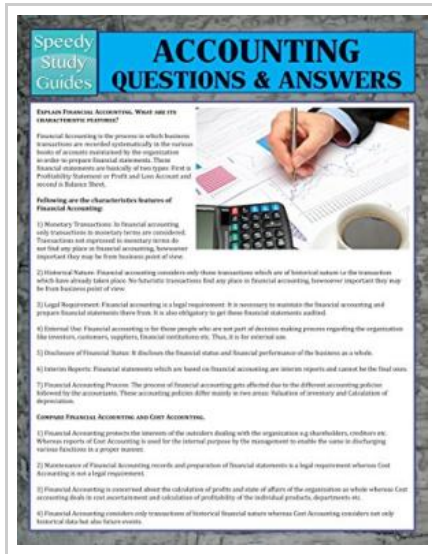 Speedy
Study
Guides
ACCOUNTING
QUESTIONS & ANSWERS
EXPLAIN FINANCIAL ACCOUNTING. WHAT ARE ITS
CHARACTERISTIC FEATURES?
Financial Accounting is the process in which business
transactions are recorded systematically in the various
books of accounts maintained by the organization
in order to prepare financial statements. These
financial statements are basically of two types: First is
Profitability Statement or Profit and Loss Account and
second is Balance Sheet.
Following are the characteristics features of
Financial Accounting:
1) Monetary Transactions: In financial accounting
only transactions in monetary terms are considered.
Transactions not expressed in monetary terms do
not find any place in financial accounting, howsoever
important they may be from business point of view.
2) Historical Nature: Financial accounting considers only those transactions which are of historical nature i.e the transaction
which have already taken place. No futuristic transactions find any place in financial accounting, howsoever important they may
be from business point of view.
3) Legal Requirement: Financial accounting is a legal requirement. It is necessary to maintain the financial accounting and
prepare financial statements there from. It is also obligatory to get these financial statements audited.
4) External Use: Financial accounting is for those people who are not part of decision making process regarding the organization
like investors, customers, suppliers, financial institutions etc. Thus, it is for external use.
5) Disclosure of Financial Status: It discloses the financial status and financial performance of the business as a whole.
6) Interim Reports: Financial statements which are based on financial accounting are interim reports and cannot be the final ones.
7) Financial Accounting Process: The process of financial accounting gets affected due to the different accounting policies
followed by the accountants. These accounting policies differ mainly in two areas: Valuation of inventory and Calculation of
depreciation.
COMPARE FINANCIAL ACCOUNTING AND COST ACCOUNTING.
1) Financial Accounting protects the interests of the outsiders dealing with the organization e.g shareholders, creditors etc.
Whereas reports of Cost Accounting is used for the internal purpose by the management to enable the same in discharging
various functions in a proper manner.
2) Maintenance of Financial Accounting records and preparation of financial statements is a legal requirement whereas Cost
Accounting is not a legal requirement.
3) Financial Accounting is concerned about the calculation of profits and state of affairs of the organization as whole whereas Cost
accounting deals in cost ascertainment and calculation of profitability of the individual products, departments etc.
4) Financial Accounting considers only transactions of historical financial nature whereas Cost Accounting considers not only
historical data but also future events.